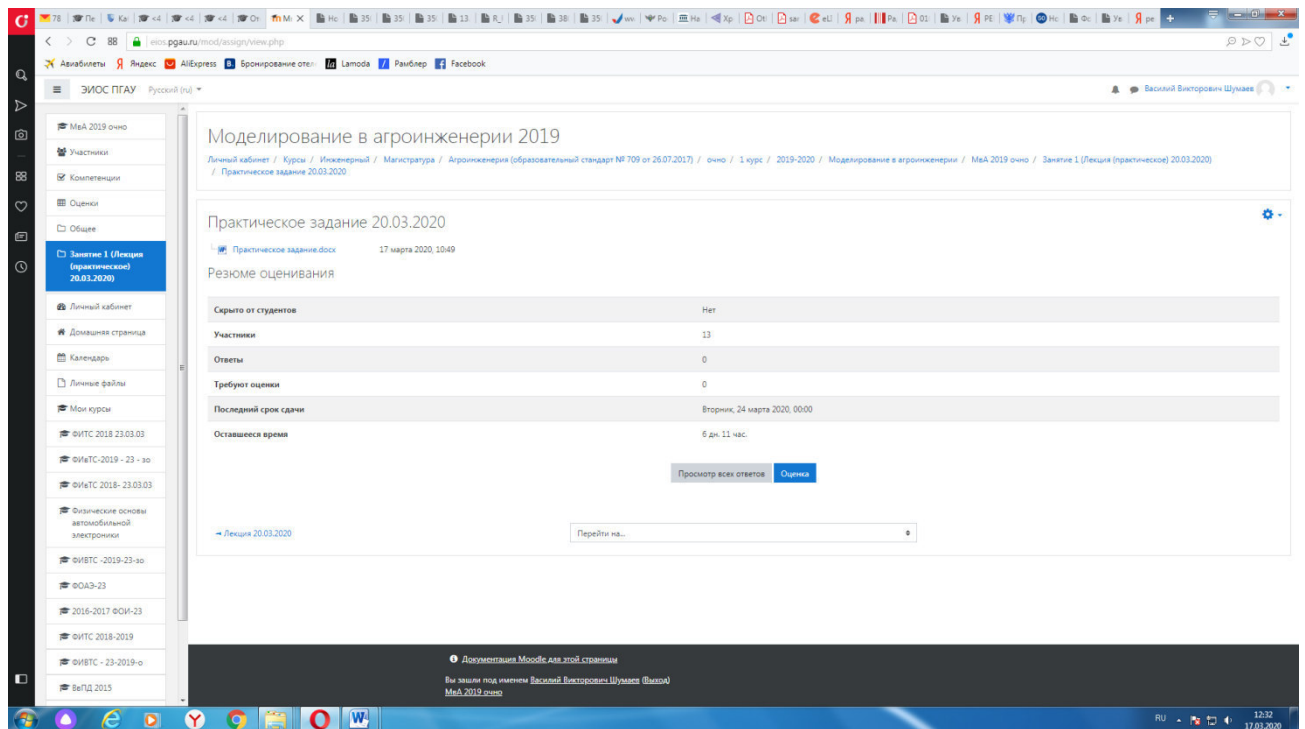 eios.pgau.ru/mod/assign/view.php
Авиабилеты Яндекс AliExpress Lamoda Рамблер Facebook
ЭИОС ПГАУ Русский (ru)
Василий Викторович Шумаев
МвА 2019 очно
Участники
Компетенции
Оценки
Общее
Занятие 1 (Лекция
(практическое)
20.03.2020)
Личный кабинет
Домашняя страница
Календарь
Личные файлы
Мои курсы
ФИТС 2018 23.03.03
ФИвТС-2019 - 23 - зо
ФИвТС 2018- 23.03.03
Физические основы
автомобильной
электроники
ФИВТС -2019-23-зо
ФОАЭ-23
2016-2017 ФОИ-23
ФИТС 2018-2019
ФИВТС - 23-2019-о
ВвПД 2015
Моделирование в агроинженерии 2019
Личный кабинет / Курсы / Инженерный / Магистратура / Агроинженерия (образовательный стандарт № 709 от 26.07.2017) / очно / 1 курс / 2019-2020 / Моделирование в агроинженерии / МвА 2019 очно / Занятие 1 (Лекция (практическое) 20.03.2020)
/ Практическое задание 20.03.2020
Практическое задание 20.03.2020
Практическое задание.docx 17 марта 2020, 10:49
Резюме оценивания
Скрыто от студентов Нет
Участники 13
Ответы 0
Требуют оценки 0
Последний срок сдачи Вторник, 24 марта 2020, 00:00
Оставшееся время 6 дн. 11 час.
Просмотр всех ответов Оценка
Лекция 20.03.2020 Перейти на...
Документация Moodle для этой страницы
Вы зашли под именем Василий Викторович Шумаев (Выход)
МвА 2019 очно
RU 12:32
17.03.2020